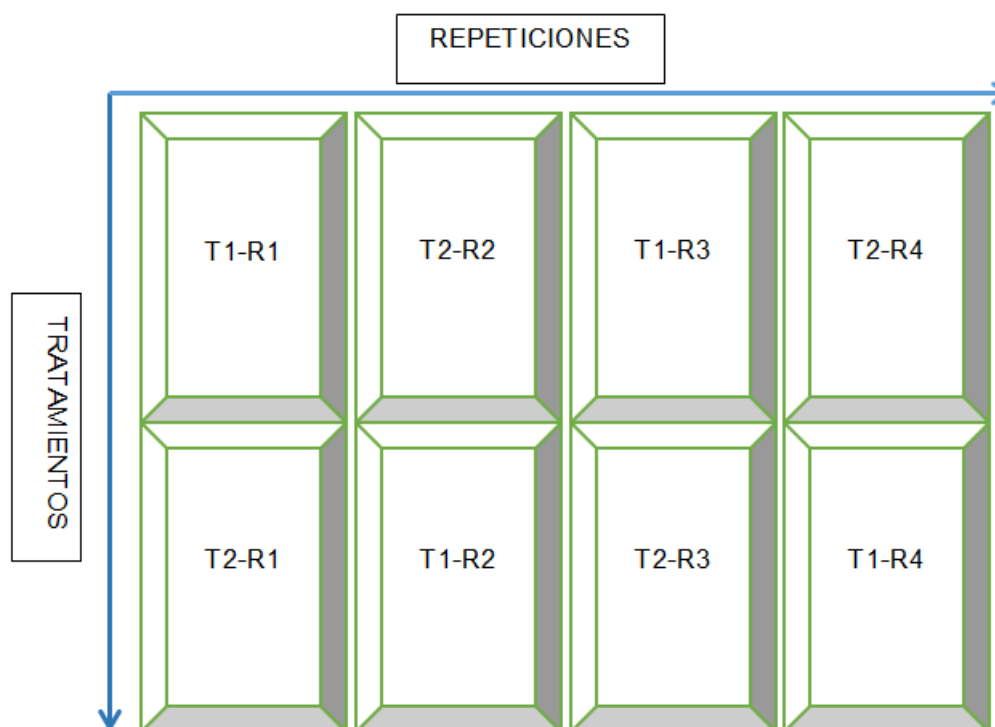 REPETICIONES
T1-R1 T2-R2 T1-R3 T2-R4
TRATAMIENTOS
T2-R1 T1-R2 T2-R3 T1-R4